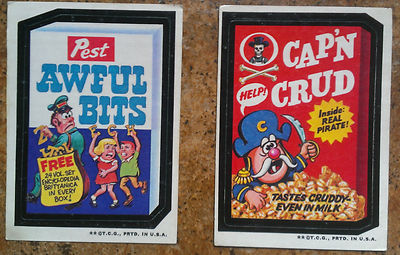 Pest
AWFUL
BITS
FREE
24 VOL. SET
ENCYCLOPEDIA
BRITTANICA
IN EVERY
BOX!
**©T.C.G., PRTD. IN U.S.A.
CAP'N
CRUD
HELP!
Inside:
REAL
PIRATE!
TASTES CRUDDY-
EVEN IN MILK
**©T.C.G., PRTD. IN U.S.A.